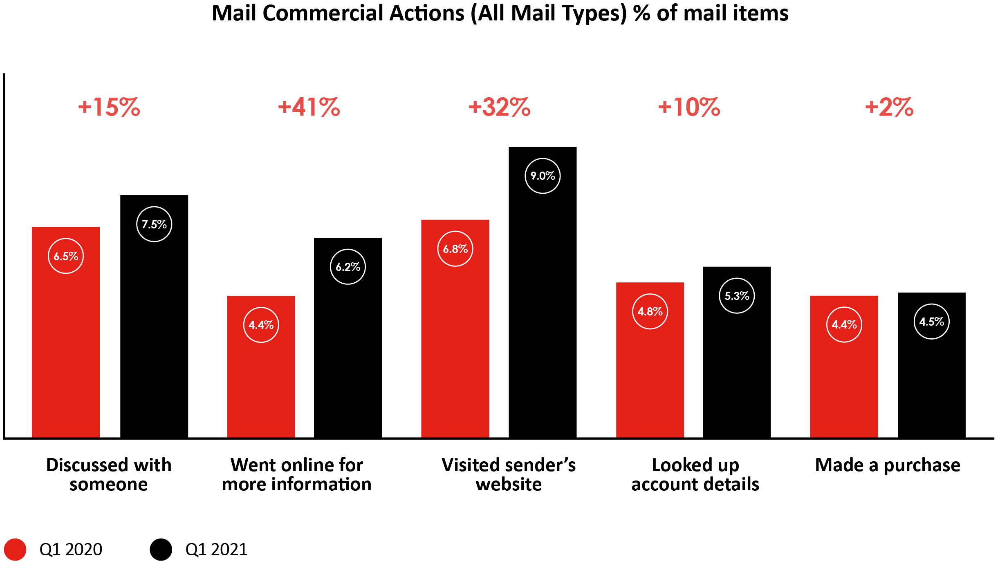 Mail Commercial Actions (All Mail Types) % of mail items
+15%
+41%
+32%
+10%
+2%
6.5%
7.5%
4.4%
6.2%
6.8%
9.0%
4.8%
5.3%
4.4%
4.5%
Discussed with
someone
Went online for
more information
Visited sender’s
website
Looked up
account details
Made a purchase
Q1 2020
Q1 2021